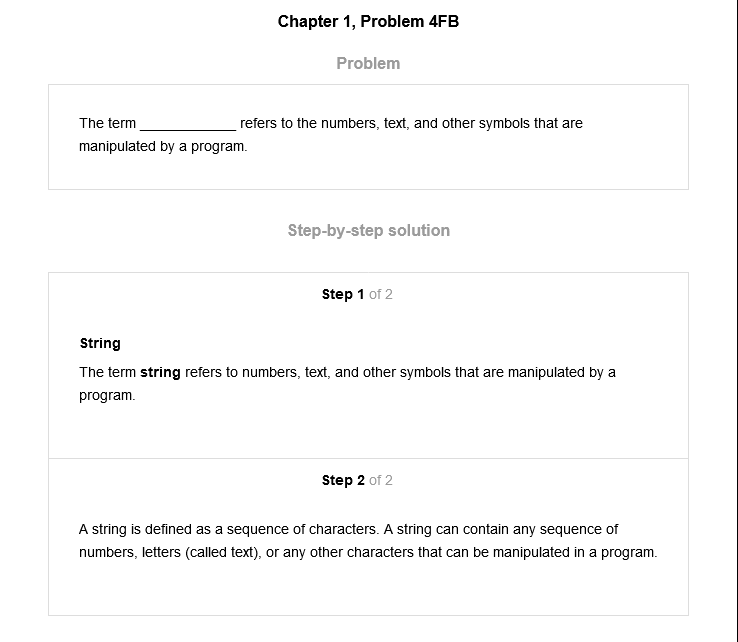 Chapter 1, Problem 4FB
Problem
The term ____________ refers to the numbers, text, and other symbols that are
manipulated by a program.
Step-by-step solution
Step 1 of 2
String
The term string refers to numbers, text, and other symbols that are manipulated by a
program.
Step 2 of 2
A string is defined as a sequence of characters. A string can contain any sequence of
numbers, letters (called text), or any other characters that can be manipulated in a program.